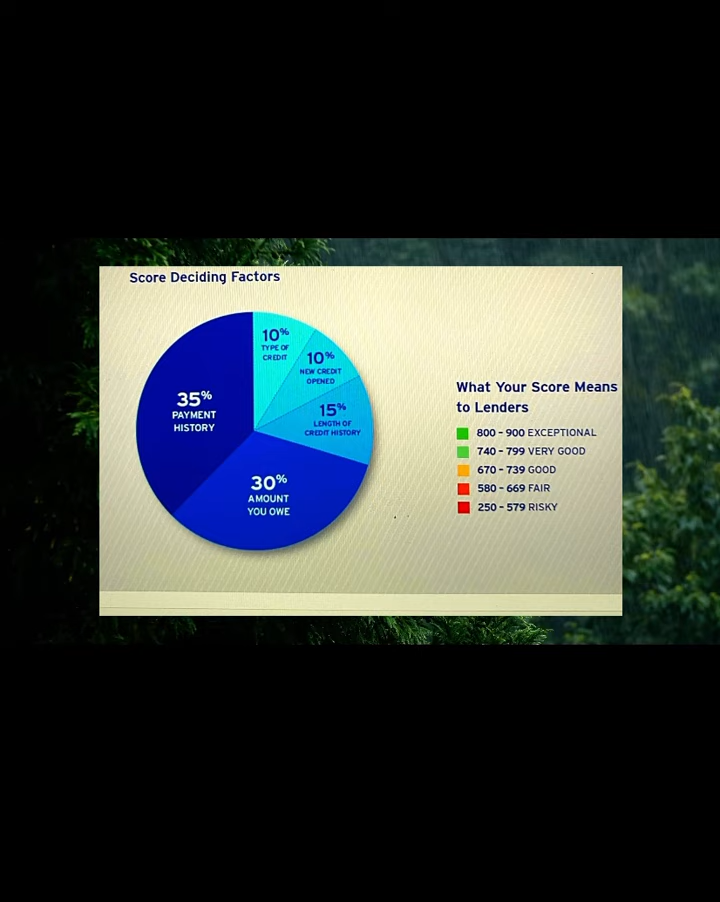 Score Deciding Factors
10%
TYPE OF
CREDIT
10%
NEW CREDIT
OPENED
15%
LENGTH OF
CREDIT HISTORY
30%
AMOUNT
YOU OWE
35%
PAYMENT
HISTORY
What Your Score Means
to Lenders
800 - 900 EXCEPTIONAL
740 - 799 VERY GOOD
670 - 739 GOOD
580 - 669 FAIR
250 - 579 RISKY